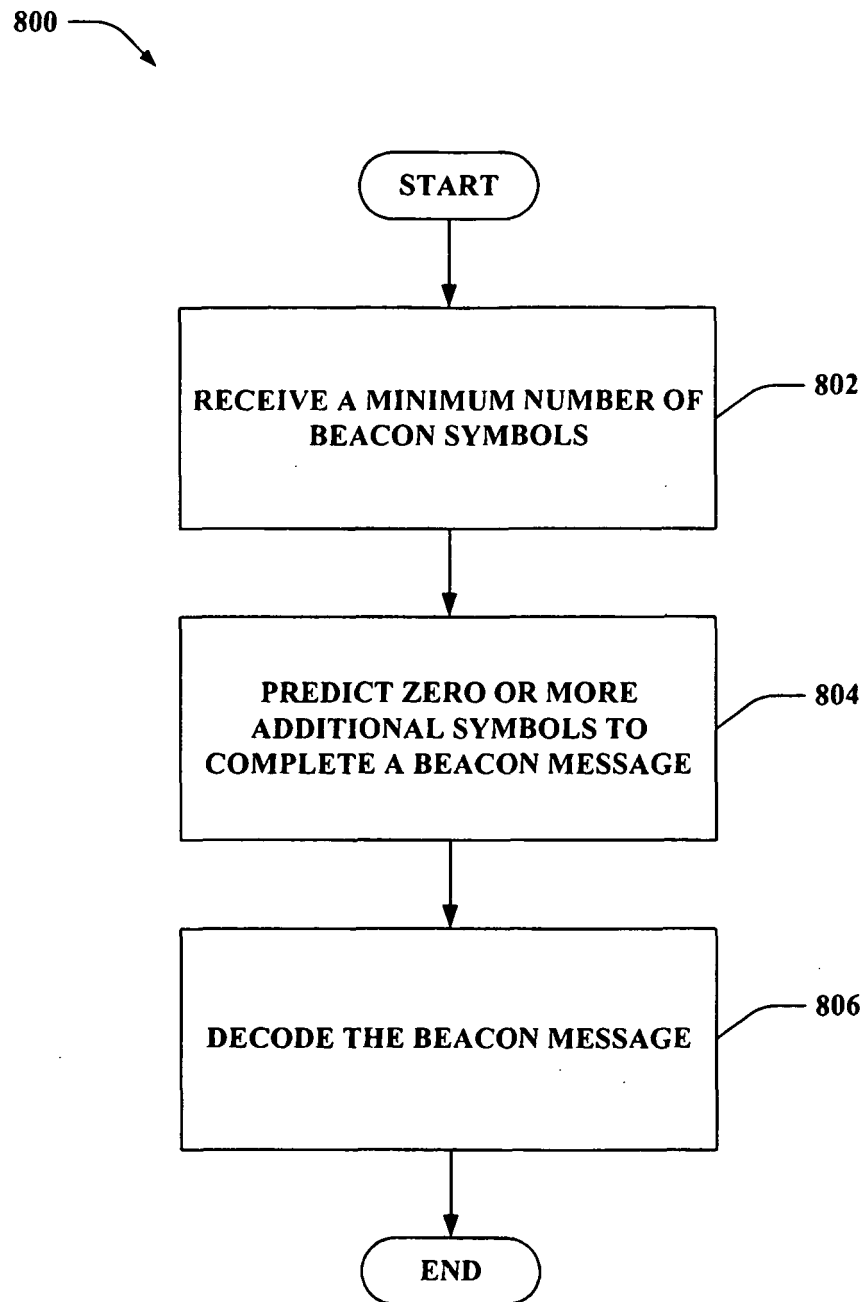 800
START
RECEIVE A MINIMUM NUMBER OF
BEACON SYMBOLS
802
PREDICT ZERO OR MORE
ADDITIONAL SYMBOLS TO
COMPLETE A BEACON MESSAGE
804
DECODE THE BEACON MESSAGE
806
END